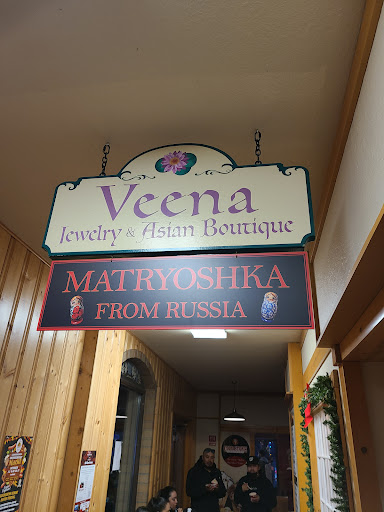 Veena
Jewelry & Asian Boutique
MATRYOSHKA
FROM RUSSIA